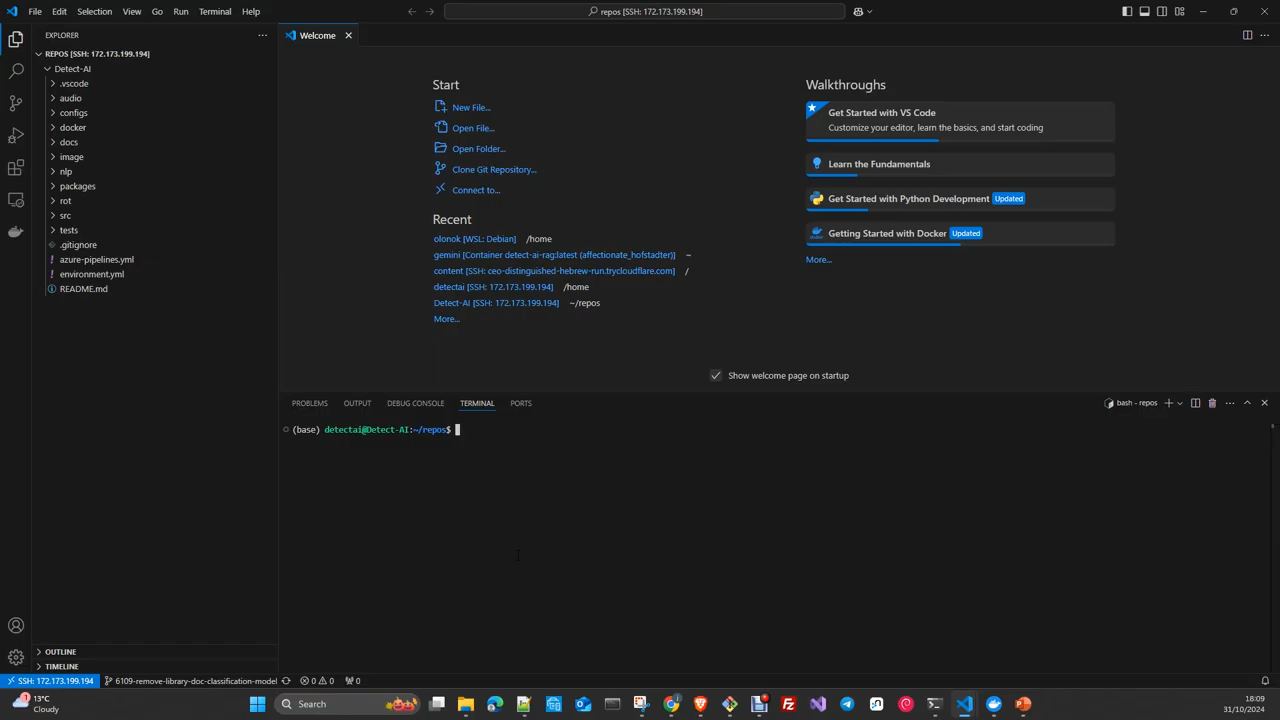 File Edit Selection View Go Run Terminal Help
repos [SSH: 172.173.199.194]
EXPLORER
Welcome
REPOS [SSH: 172.173.199.194]
Detect-AI
.vscode
audio
configs
docker
docs
image
nlp
packages
rot
src
tests
.gitignore
azure-pipelines.yml
environment.yml
README.md
OUTLINE
TIMELINE
Start
New File...
Open File...
Open Folder...
Clone Git Repository...
Connect to...
Recent
olonok [WSL: Debian] /home
gemini [Container detect-ai-rag:latest (affectionate_hofstadter)] ~
content [SSH: ceo-distinguished-hebrew-run.trycloudflare.com] /
detectai [SSH: 172.173.199.194] /home
Detect-AI [SSH: 172.173.199.194] ~/repos
More...
Walkthroughs
Get Started with VS Code
Customize your editor, learn the basics, and start coding
Learn the Fundamentals
Get Started with Python Development Updated
Getting Started with Docker Updated
More...
Show welcome page on startup
PROBLEMS OUTPUT DEBUG CONSOLE TERMINAL PORTS
bash - repos
(base) detectai@Detect-AI:~/repos$
SSH: 172.173.199.194 6109-remove-library-doc-classification-model 0 0 0
1
13°C
Cloudy
Search
18:09
31/10/2024